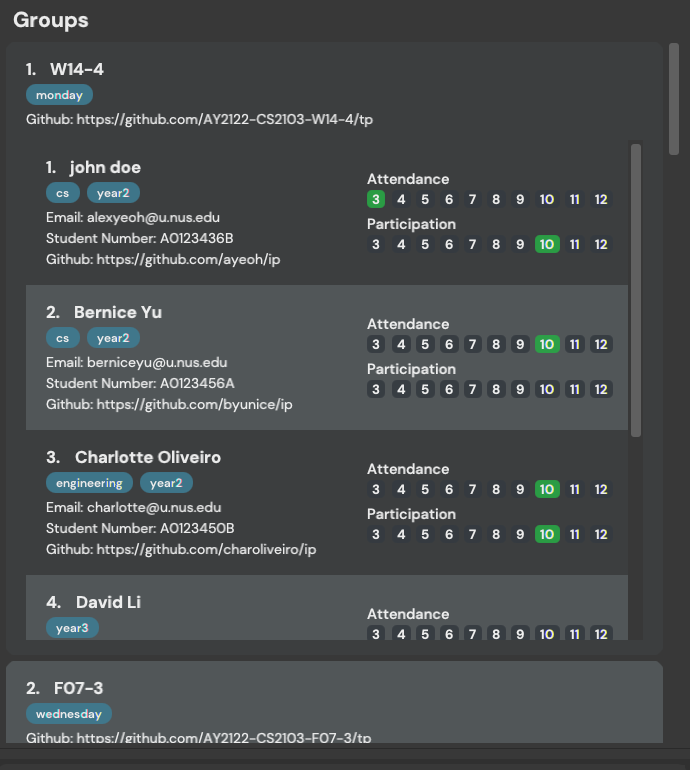 Groups
1. W14-4
monday
Github: https://github.com/AY2122-CS2103-W14-4/tp
1. john doe
cs year2
Email: alexyeoh@u.nus.edu
Student Number: A0123436B
Github: https://github.com/ayeoh/ip
Attendance
3 4 5 6 7 8 9 10 11 12
Participation
3 4 5 6 7 8 9 10 11 12
2. Bernice Yu
cs year2
Email: berniceyu@u.nus.edu
Student Number: A0123456A
Github: https://github.com/byunice/ip
Attendance
3 4 5 6 7 8 9 10 11 12
Participation
3 4 5 6 7 8 9 10 11 12
3. Charlotte Oliveiro
engineering year2
Email: charlotte@u.nus.edu
Student Number: A0123450B
Github: https://github.com/charoliveiro/ip
Attendance
3 4 5 6 7 8 9 10 11 12
Participation
3 4 5 6 7 8 9 10 11 12
4. David Li
year3
Attendance
3 4 5 6 7 8 9 10 11 12
2. F07-3
wednesday
Github: https://github.com/AY2122-CS2103-F07-3/tp